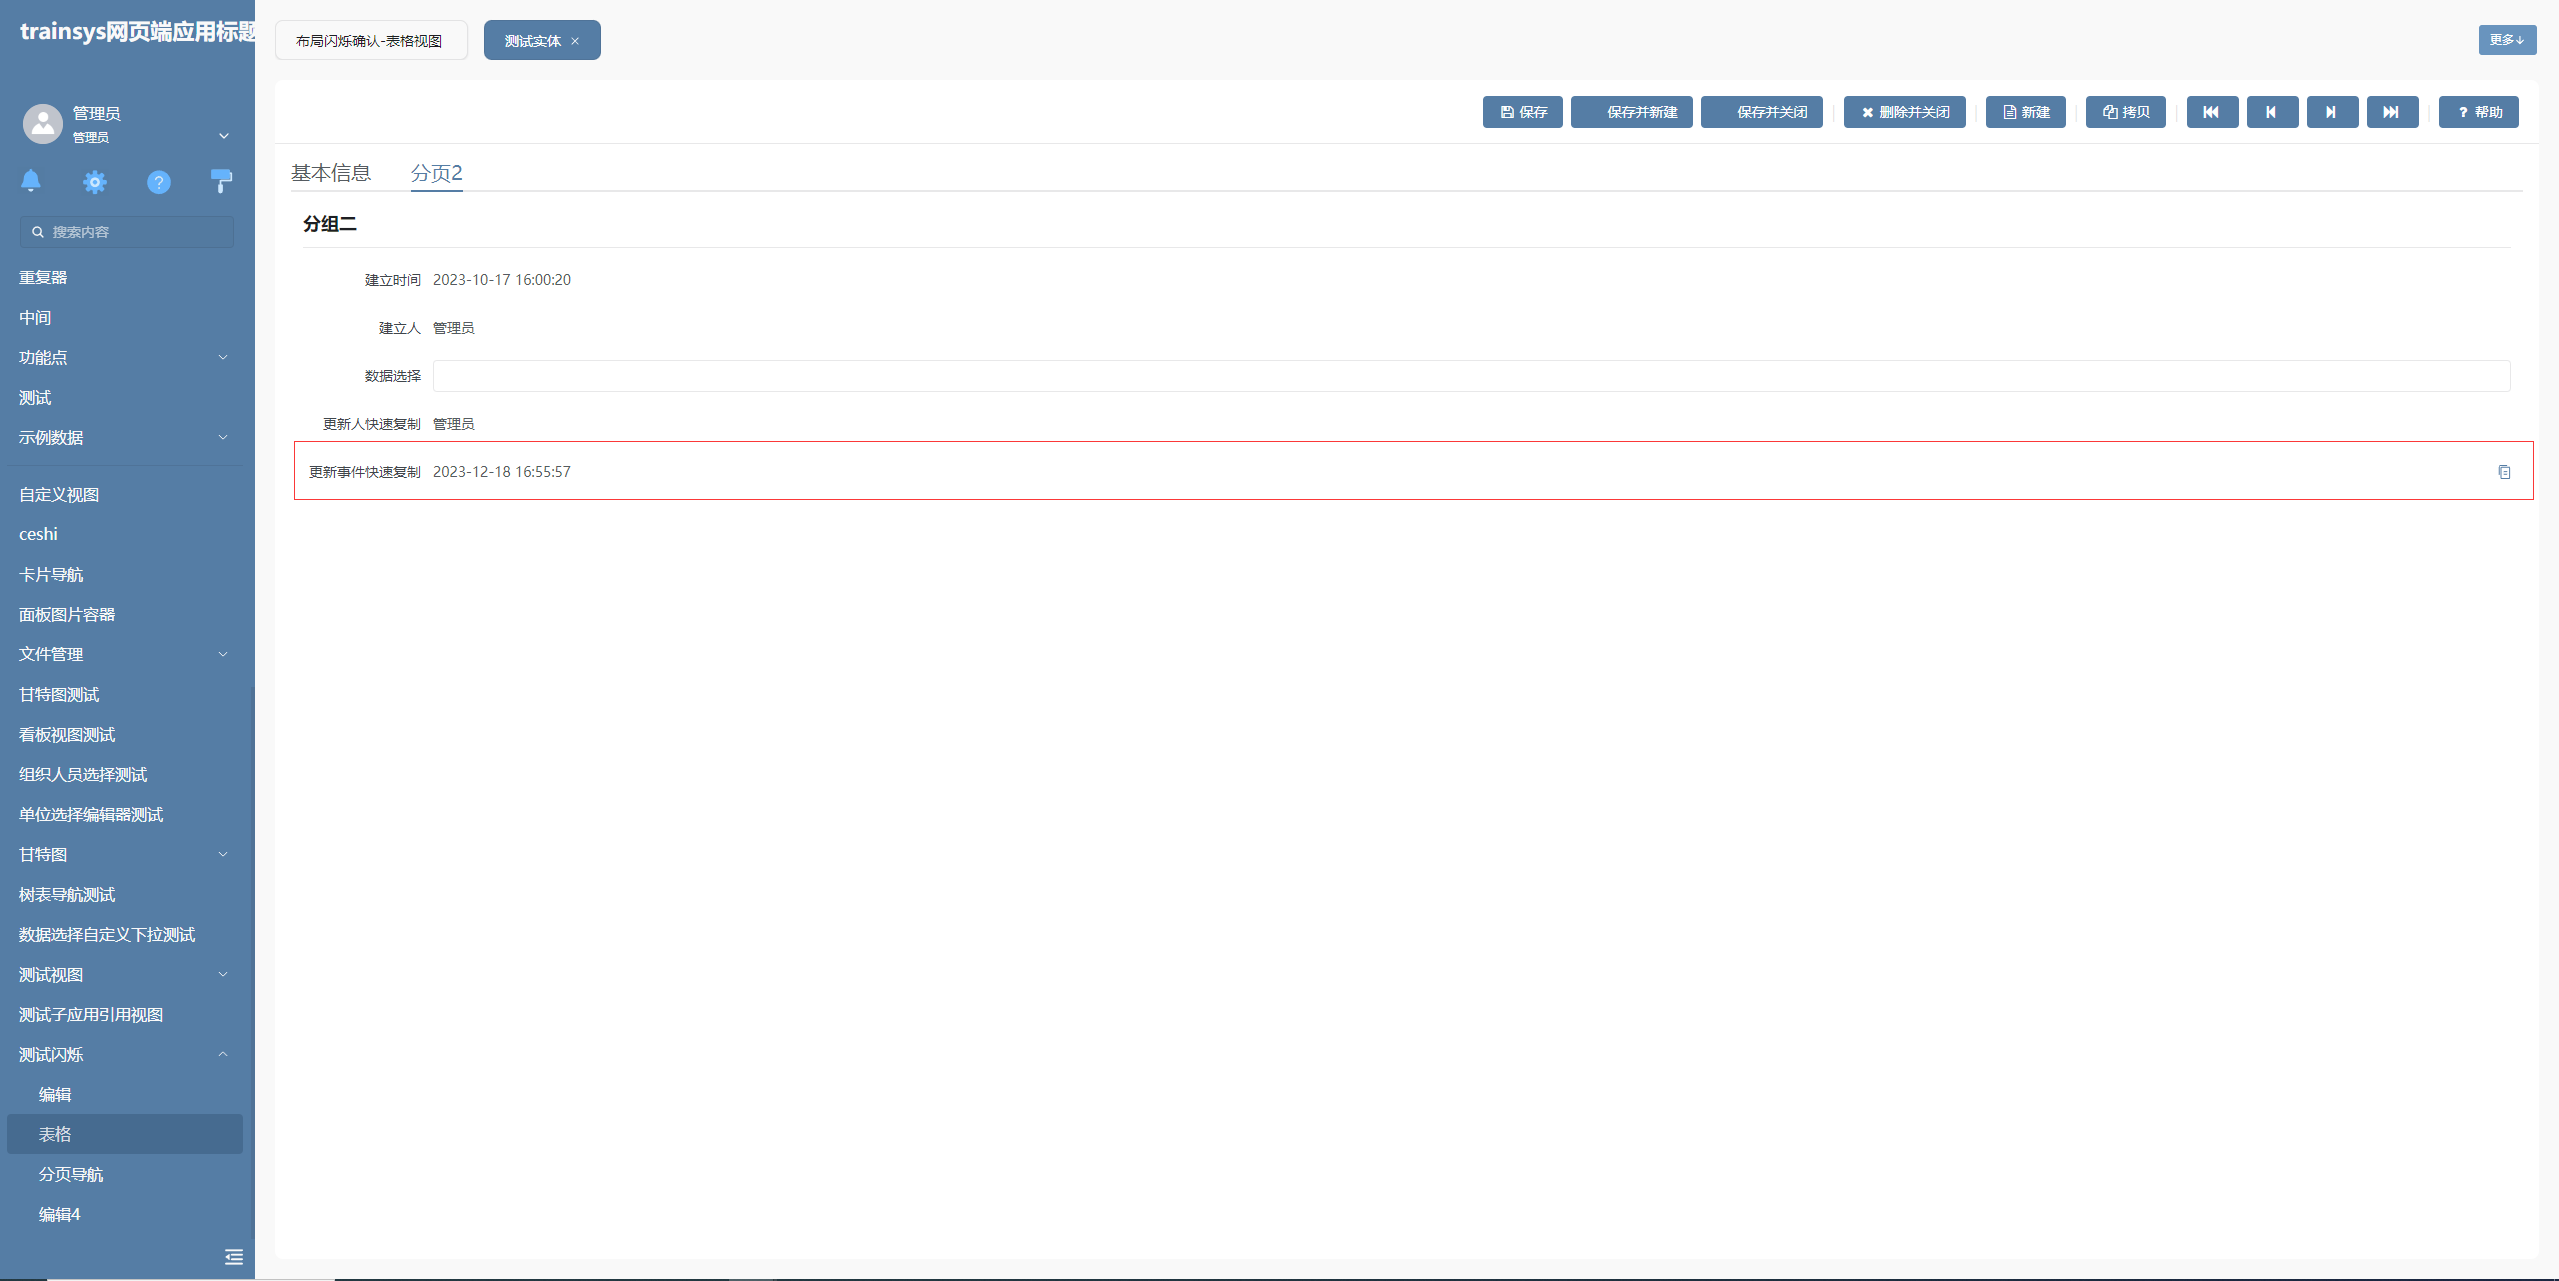 trainsys网页端应用标题
管理员
管理员
搜索内容
重复器
中间
功能点
测试
示例数据
自定义视图
ceshi
卡片导航
面板图片容器
文件管理
甘特图测试
看板视图测试
组织人员选择测试
单位选择编辑器测试
甘特图
树表导航测试
数据选择自定义下拉测试
测试视图
测试子应用引用视图
测试闪烁
编辑
表格
分页导航
编辑4
布局闪烁确认-表格视图 测试实体 × 更多↓
保存 保存并新建 保存并关闭 删除并关闭 新建 拷贝 ? 帮助
基本信息 分页2
分组二
建立时间 2023-10-17 16:00:20
建立人 管理员
数据选择
更新人快速复制 管理员
更新事件快速复制 2023-12-18 16:55:57